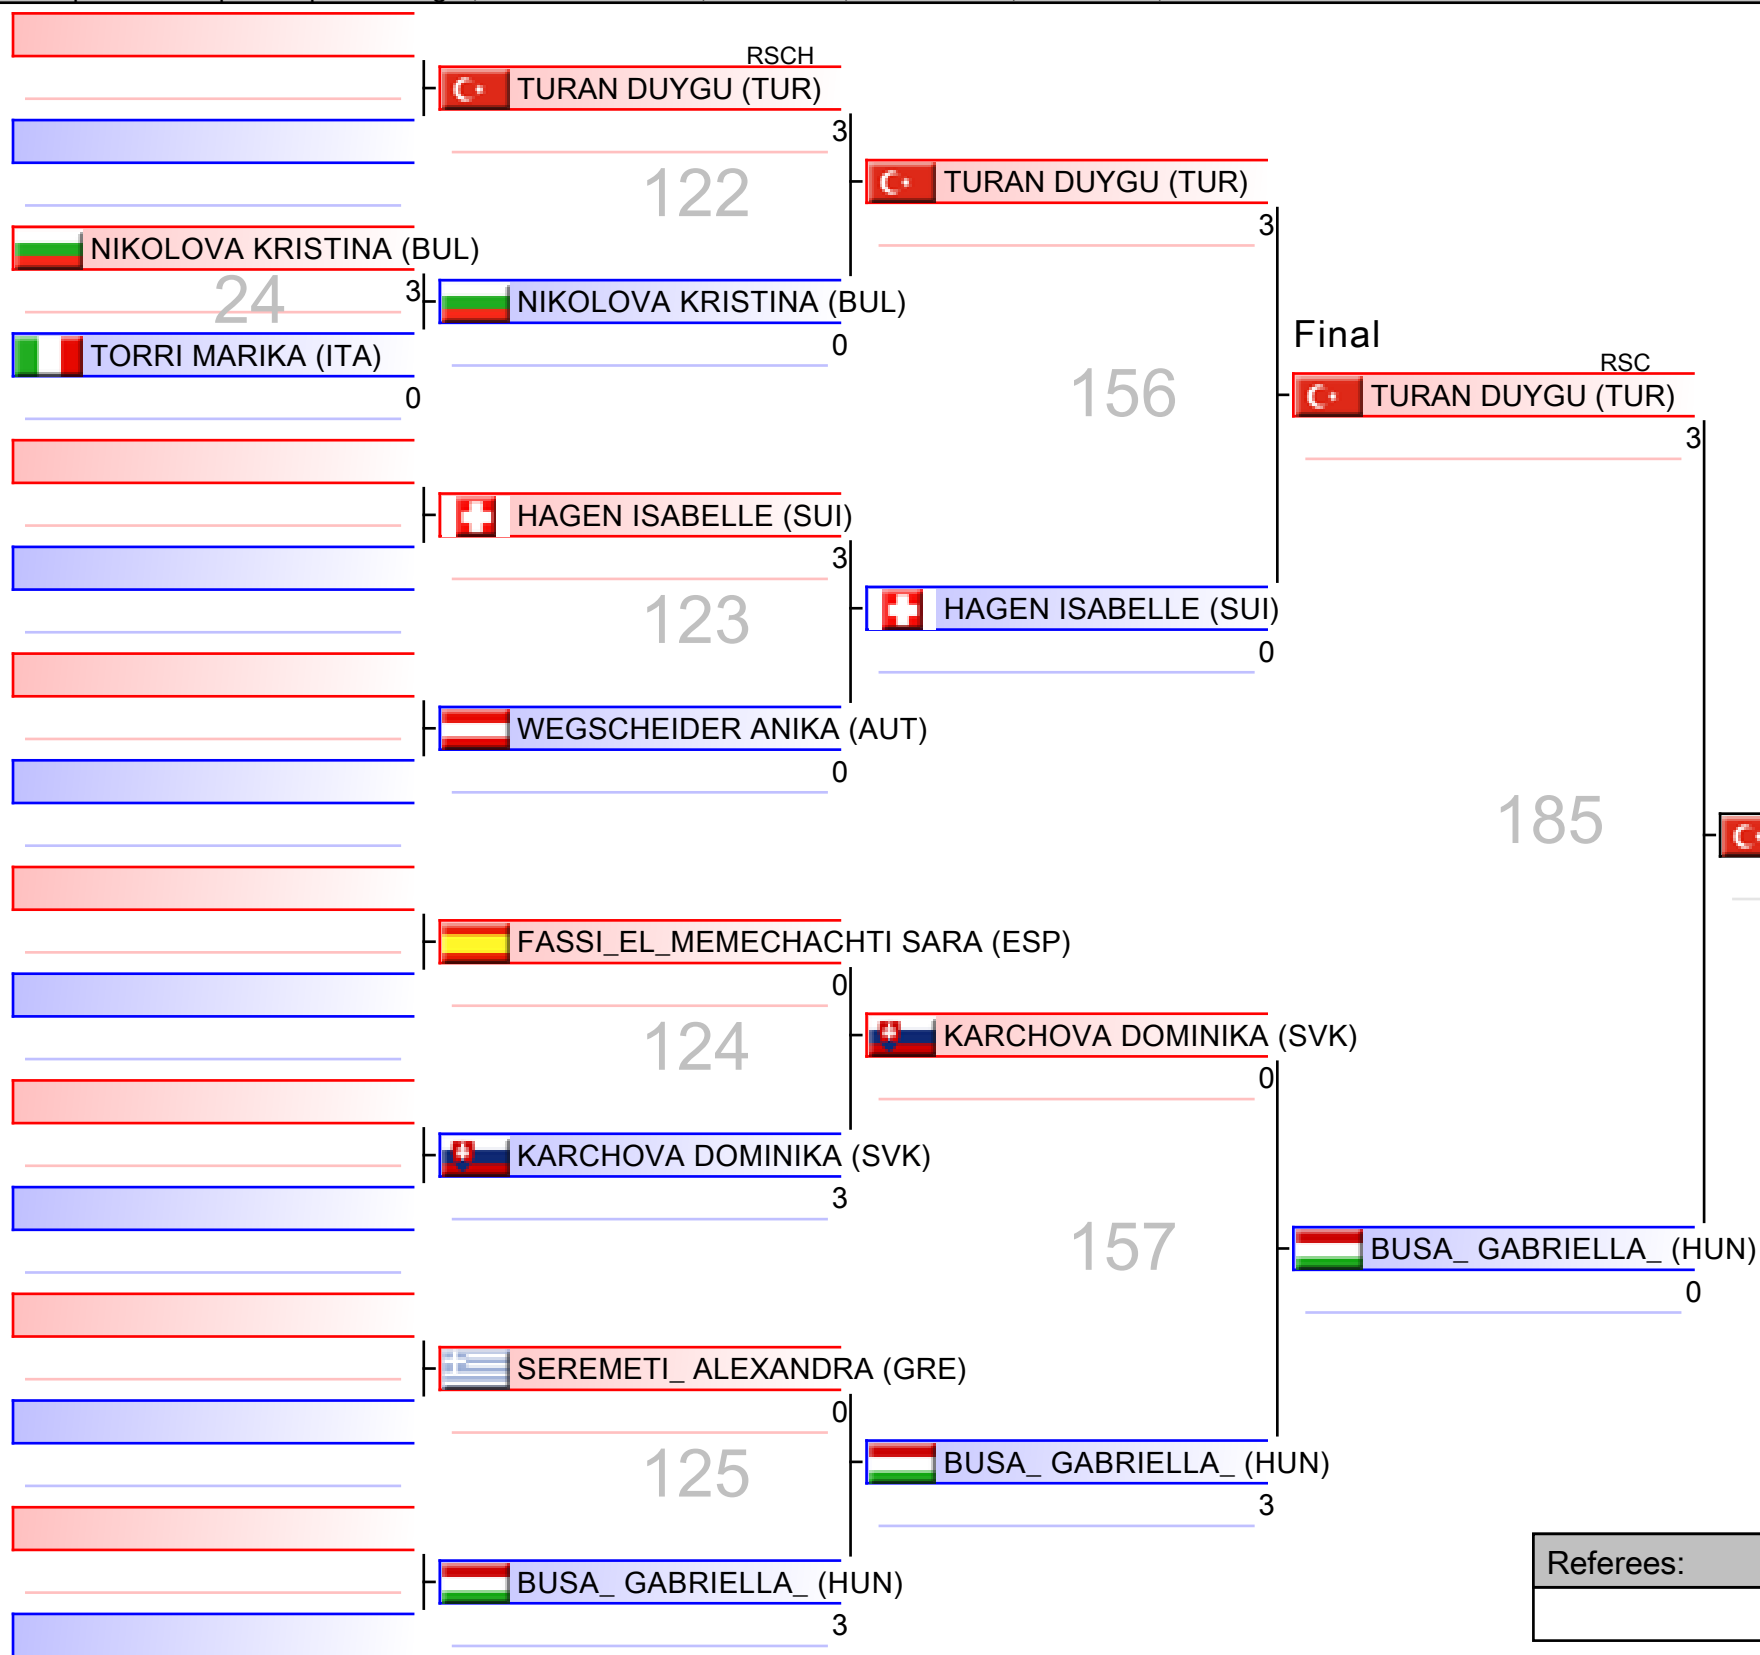 RSCH
TURAN DUYGU (TUR)
3
122
TURAN DUYGU (TUR)
3
NIKOLOVA KRISTINA (BUL)
24
3
NIKOLOVA KRISTINA (BUL)
0
Final
TORRI MARIKA (ITA)
0
156
RSC
TURAN DUYGU (TUR)
3
HAGEN ISABELLE (SUI)
3
123
HAGEN ISABELLE (SUI)
0
WEGSCHEIDER ANIKA (AUT)
0
185
FASSI_EL_MEMECHACHTI SARA (ESP)
0
124
KARCHOVA DOMINIKA (SVK)
0
KARCHOVA DOMINIKA (SVK)
3
157
BUSA_ GABRIELLA_ (HUN)
0
SEREMETI_ ALEXANDRA (GRE)
0
125
BUSA_ GABRIELLA_ (HUN)
3
BUSA_ GABRIELLA_ (HUN)
3
Referees: